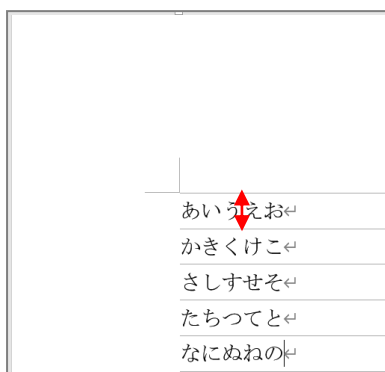 あいうえお
かきくけこ
さしすせそ
たちつてと
なにぬねの